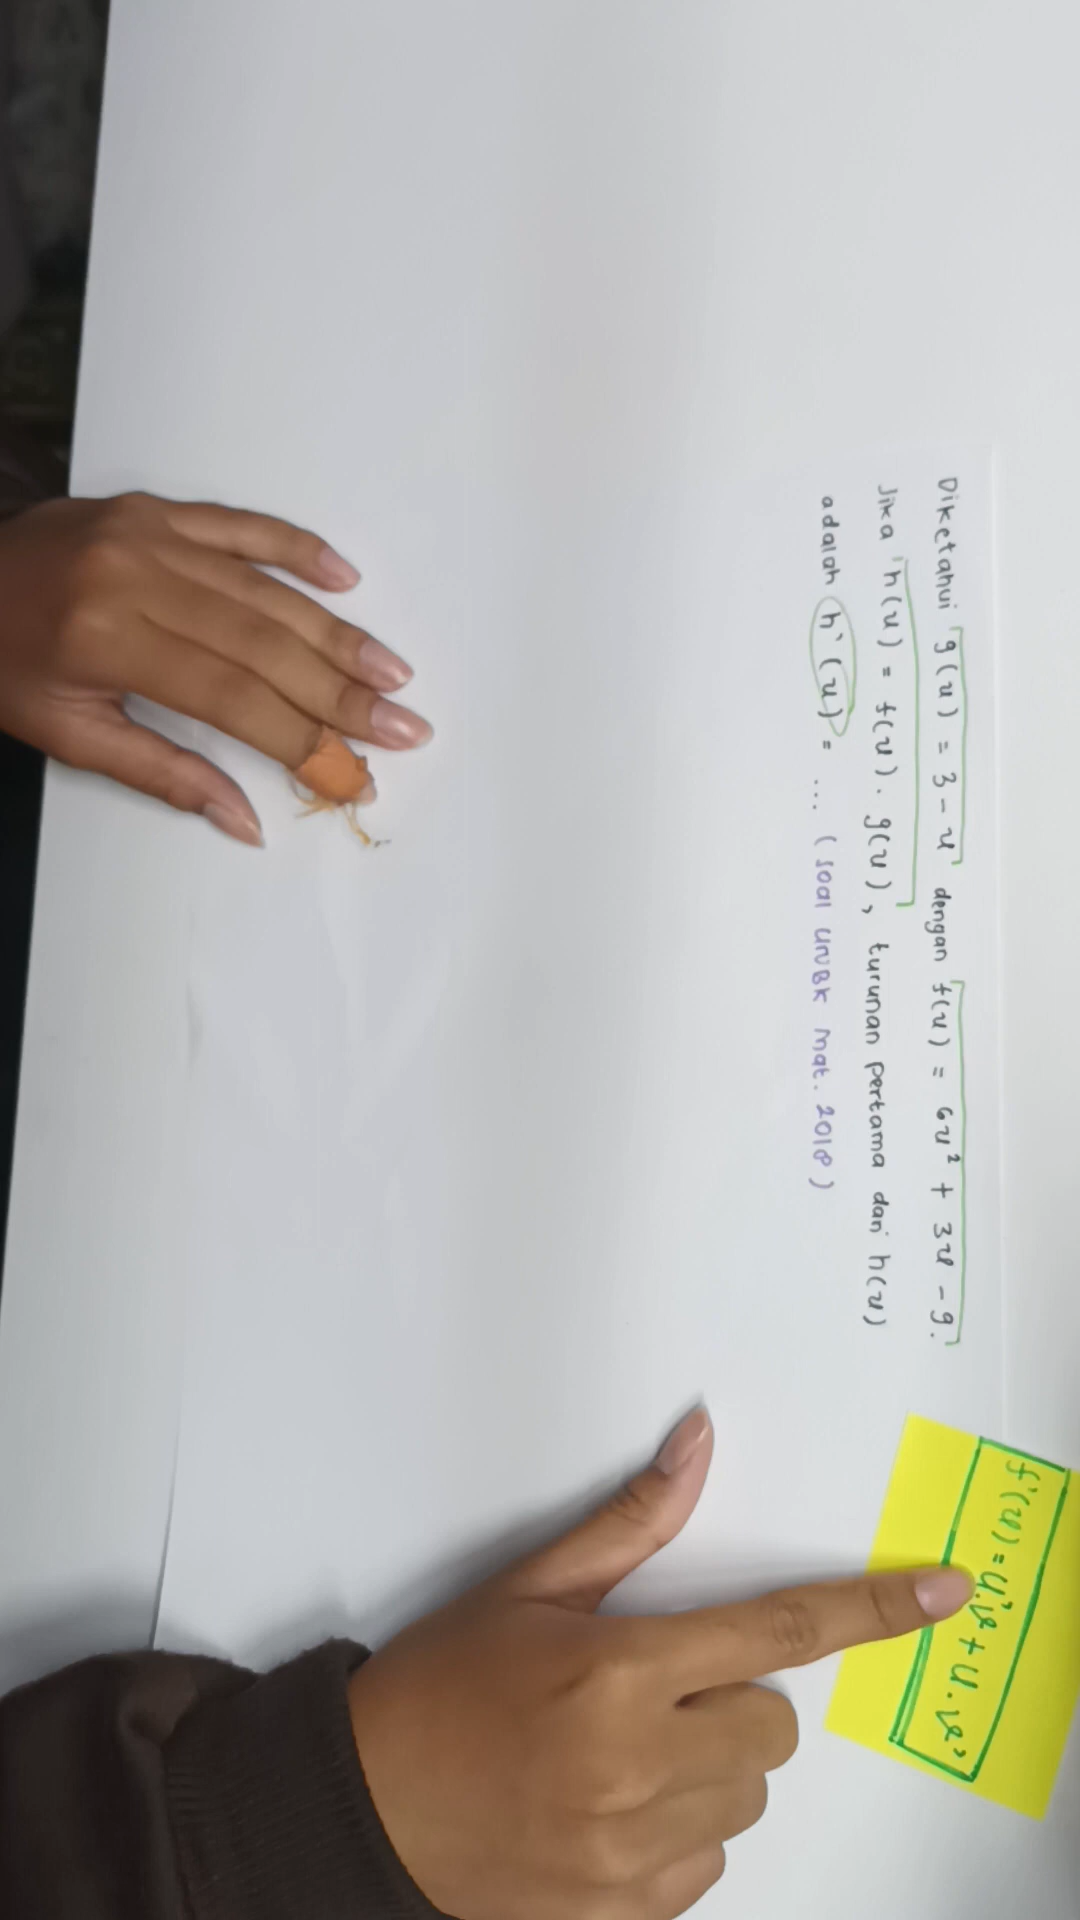 Diketahui g(x) = 3 - x dengan f(x) = 6x² + 3x - 9.
Jika h(x) = f(x) . g(x), turunan pertama dari h(x)
adalah h'(x) = ... (soal UNBK mat. 2018)
f'(x) = u'.v + u.v'